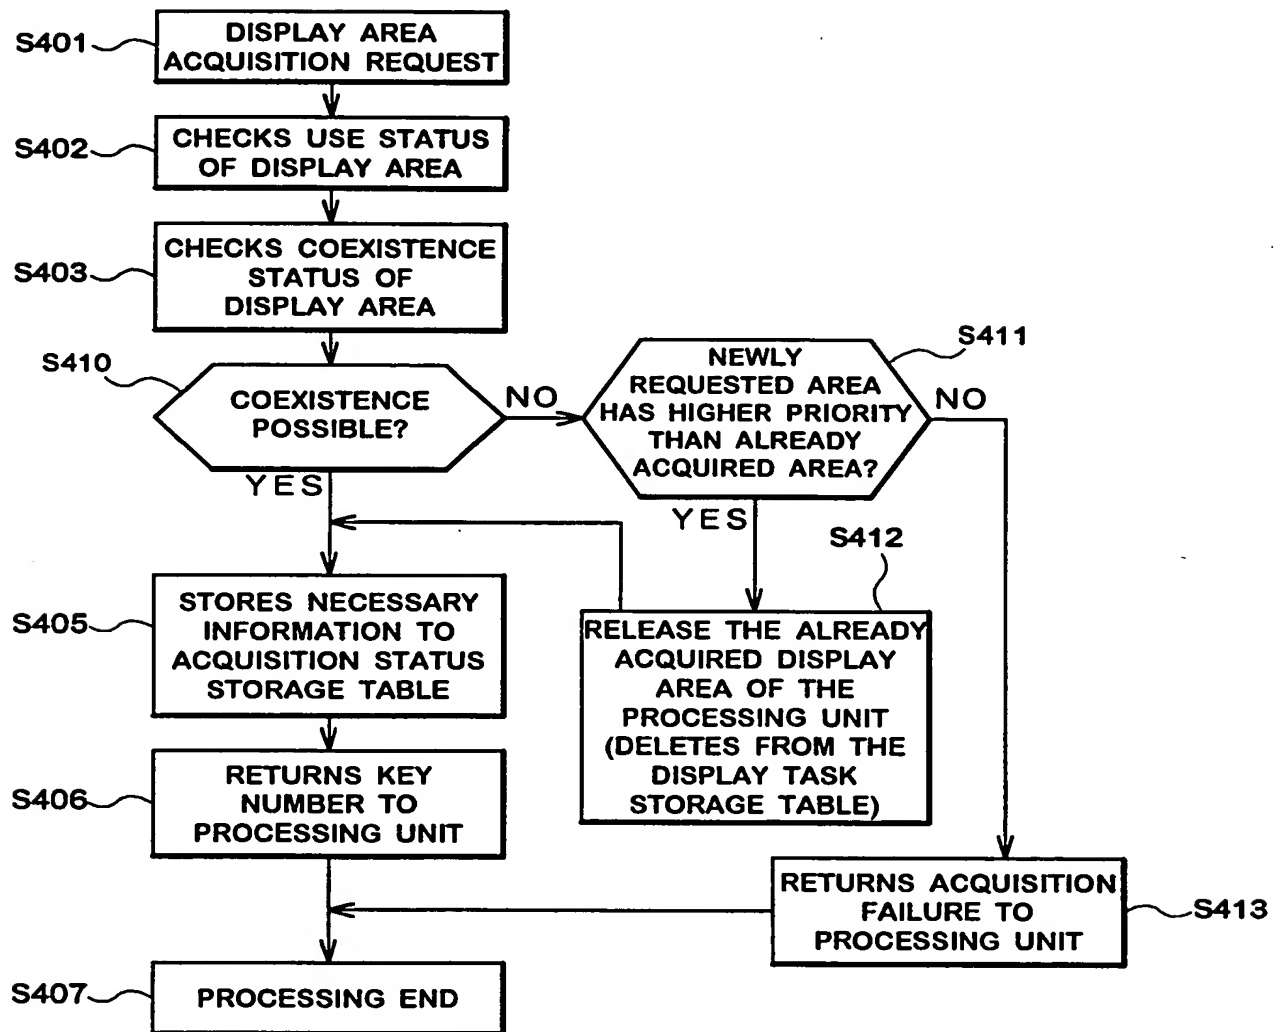 S401
DISPLAY AREA
ACQUISITION REQUEST
S402
CHECKS USE STATUS
OF DISPLAY AREA
S403
CHECKS COEXISTENCE
STATUS OF
DISPLAY AREA
S410
COEXISTENCE
POSSIBLE?
NO
YES
S411
NEWLY
REQUESTED AREA
HAS HIGHER PRIORITY
THAN ALREADY
ACQUIRED AREA?
NO
YES
S412
RELEASE THE ALREADY
ACQUIRED DISPLAY
AREA OF THE
PROCESSING UNIT
(DELETES FROM THE
DISPLAY TASK
STORAGE TABLE)
S405
STORES NECESSARY
INFORMATION TO
ACQUISITION STATUS
STORAGE TABLE
S406
RETURNS KEY
NUMBER TO
PROCESSING UNIT
RETURNS ACQUISITION
FAILURE TO
PROCESSING UNIT
S413
S407
PROCESSING END